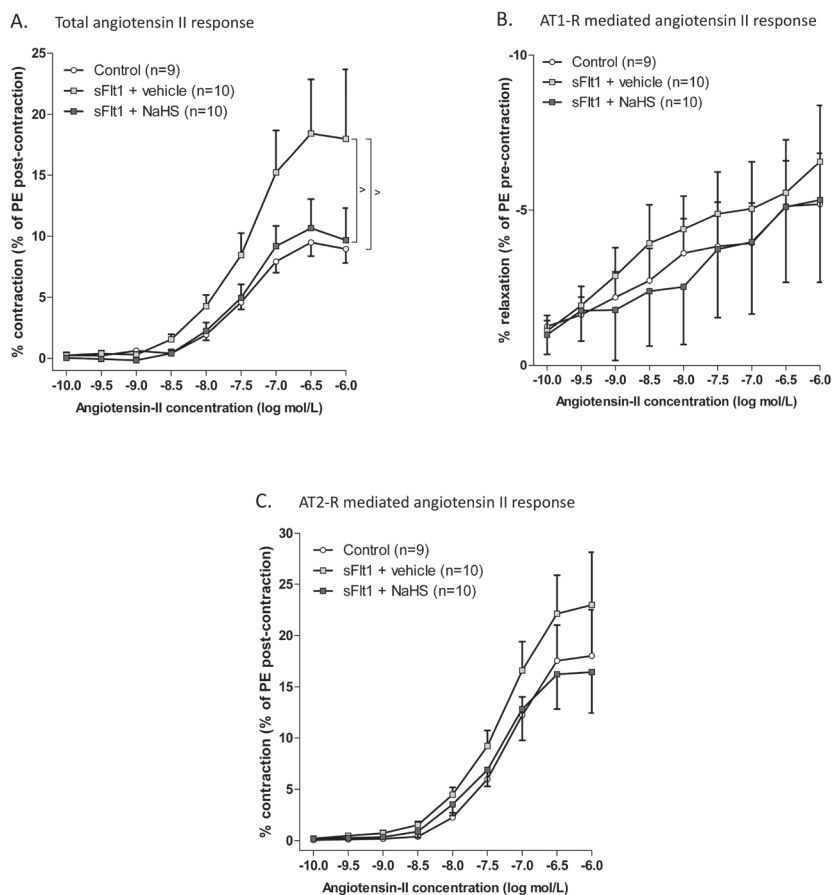 A. Total angiotensin II response
25
20
15
10
5
0
% contraction (% of PE post-contraction)
Control (n=9)
sFlt1 + vehicle (n=10)
sFlt1 + NaHS (n=10)
>
>
-10.0 -9.5 -9.0 -8.5 -8.0 -7.5 -7.0 -6.5 -6.0
Angiotensin-II concentration (log mol/L)
B. AT1-R mediated angiotensin II response
-10
-5
0
% relaxation (% of PE pre-contraction)
Control (n=9)
sFlt1 + vehicle (n=10)
sFlt1 + NaHS (n=10)
-10.0 -9.5 -9.0 -8.5 -8.0 -7.5 -7.0 -6.5 -6.0
Angiotensin-II concentration (log mol/L)
C. AT2-R mediated angiotensin II response
30
25
20
15
10
5
0
% contraction (% of PE post-contraction)
Control (n=9)
sFlt1 + vehicle (n=10)
sFlt1 + NaHS (n=10)
-10.0 -9.5 -9.0 -8.5 -8.0 -7.5 -7.0 -6.5 -6.0
Angiotensin-II concentration (log mol/L)